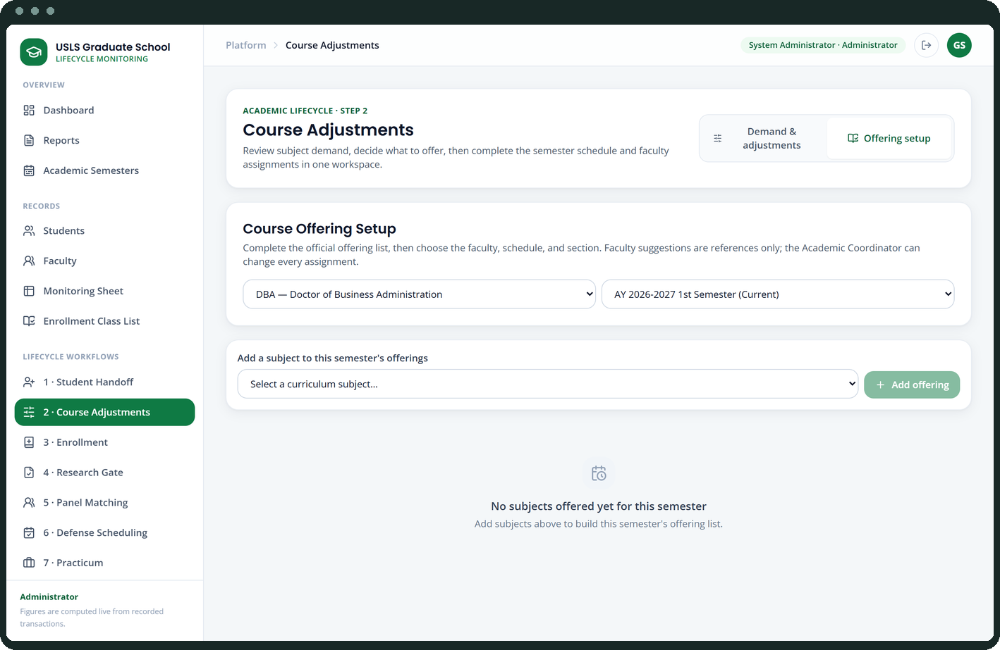 USLS Graduate School
LIFECYCLE MONITORING
OVERVIEW
Dashboard
Reports
Academic Semesters
RECORDS
Students
Faculty
Monitoring Sheet
Enrollment Class List
LIFECYCLE WORKFLOWS
1 · Student Handoff
2 · Course Adjustments
3 · Enrollment
4 · Research Gate
5 · Panel Matching
6 · Defense Scheduling
7 · Practicum
Administrator
Figures are computed live from recorded
transactions.
Platform > Course Adjustments
System Administrator · Administrator
GS
ACADEMIC LIFECYCLE · STEP 2
Course Adjustments
Review subject demand, decide what to offer, then complete the semester schedule and faculty
assignments in one workspace.
Demand &
adjustments
Offering setup
Course Offering Setup
Complete the official offering list, then choose the faculty, schedule, and section. Faculty suggestions are references only; the Academic Coordinator can
change every assignment.
DBA — Doctor of Business Administration
AY 2026-2027 1st Semester (Current)
Add a subject to this semester's offerings
Select a curriculum subject...
+ Add offering
No subjects offered yet for this semester
Add subjects above to build this semester's offering list.